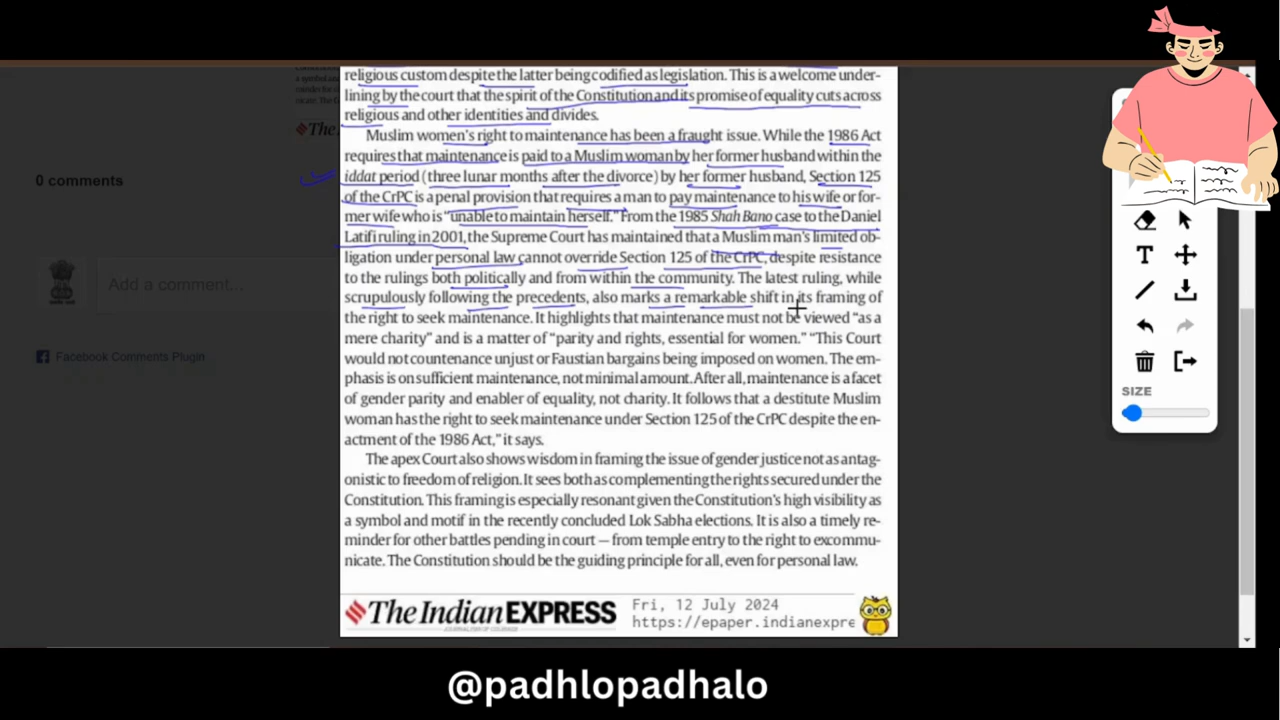 religious custom despite the latter being codified as legislation. This is a welcome under-
lining by the court that the spirit of the Constitution and its promise of equality cuts across
religious and other identities and divides.
Muslim women's right to maintenance has been a fraught issue. While the 1986 Act
requires that maintenance is paid to a Muslim woman by her former husband within the
iddat period (three lunar months after the divorce) by her former husband, Section 125
of the CrPC is a penal provision that requires a man to pay maintenance to his wife or for-
mer wife who is "unable to maintain herself." From the 1985 Shah Bano case to the Daniel
Latifi ruling in 2001, the Supreme Court has maintained that a Muslim man's limited ob-
ligation under personal law cannot override Section 125 of the CrPC, despite resistance
to the rulings both politically and from within the community. The latest ruling, while
scrupulously following the precedents, also marks a remarkable shift in its framing of
the right to seek maintenance. It highlights that maintenance must not be viewed "as a
mere charity" and is a matter of "parity and rights, essential for women." "This Court
would not countenance unjust or Faustian bargains being imposed on women. The em-
phasis is on sufficient maintenance, not minimal amount. After all, maintenance is a facet
of gender parity and enabler of equality, not charity. It follows that a destitute Muslim
woman has the right to seek maintenance under Section 125 of the CrPC despite the en-
actment of the 1986 Act," it says.
The apex Court also shows wisdom in framing the issue of gender justice not as antag-
onistic to freedom of religion. It sees both as complementing the rights secured under the
Constitution. This framing is especially resonant given the Constitution's high visibility as
a symbol and motif in the recently concluded Lok Sabha elections. It is also a timely re-
minder for other battles pending in court — from temple entry to the right to excommu-
nicate. The Constitution should be the guiding principle for all, even for personal law.
The Indian EXPRESS
Fri, 12 July 2024
https://epaper.indianexpre
0 comments
Add a comment...
Facebook Comments Plugin
T
SIZE
@padhlopadhalo